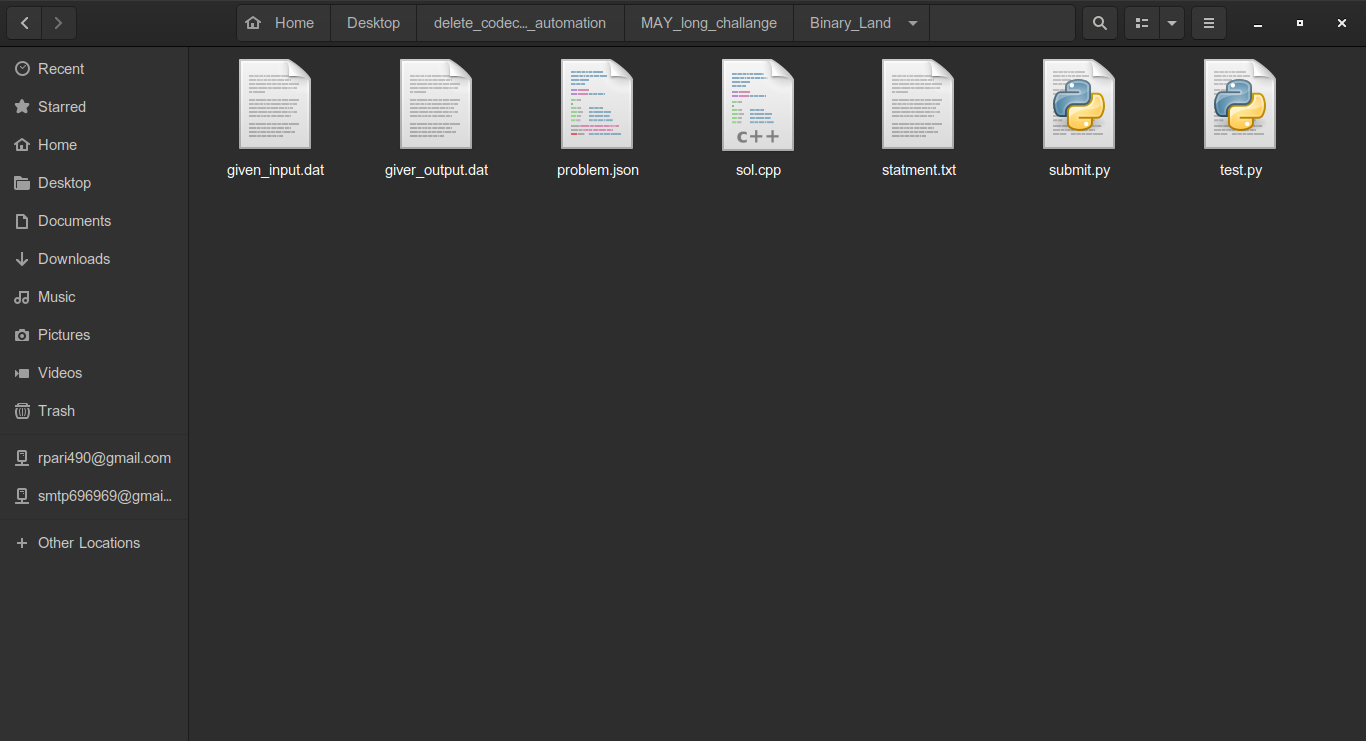 Home Desktop delete_codec..._automation MAY_long_challange Binary_Land
Recent
Starred
Home
Desktop
Documents
Downloads
Music
Pictures
Videos
Trash
rpari490@gmail.com
smtp696969@gmai...
Other Locations
c++
given_input.dat giver_output.dat problem.json sol.cpp statment.txt submit.py test.py